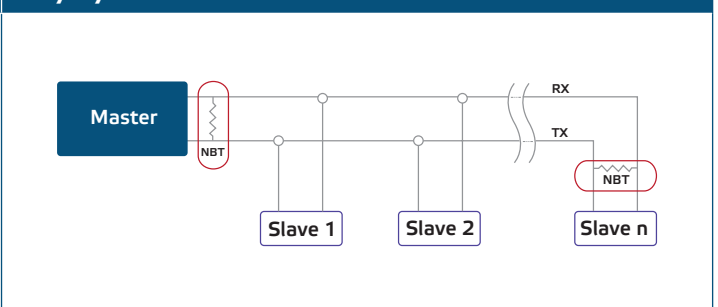 RX
Master
TX
NBT
NBT
Slave 1
Slave 2
Slave n